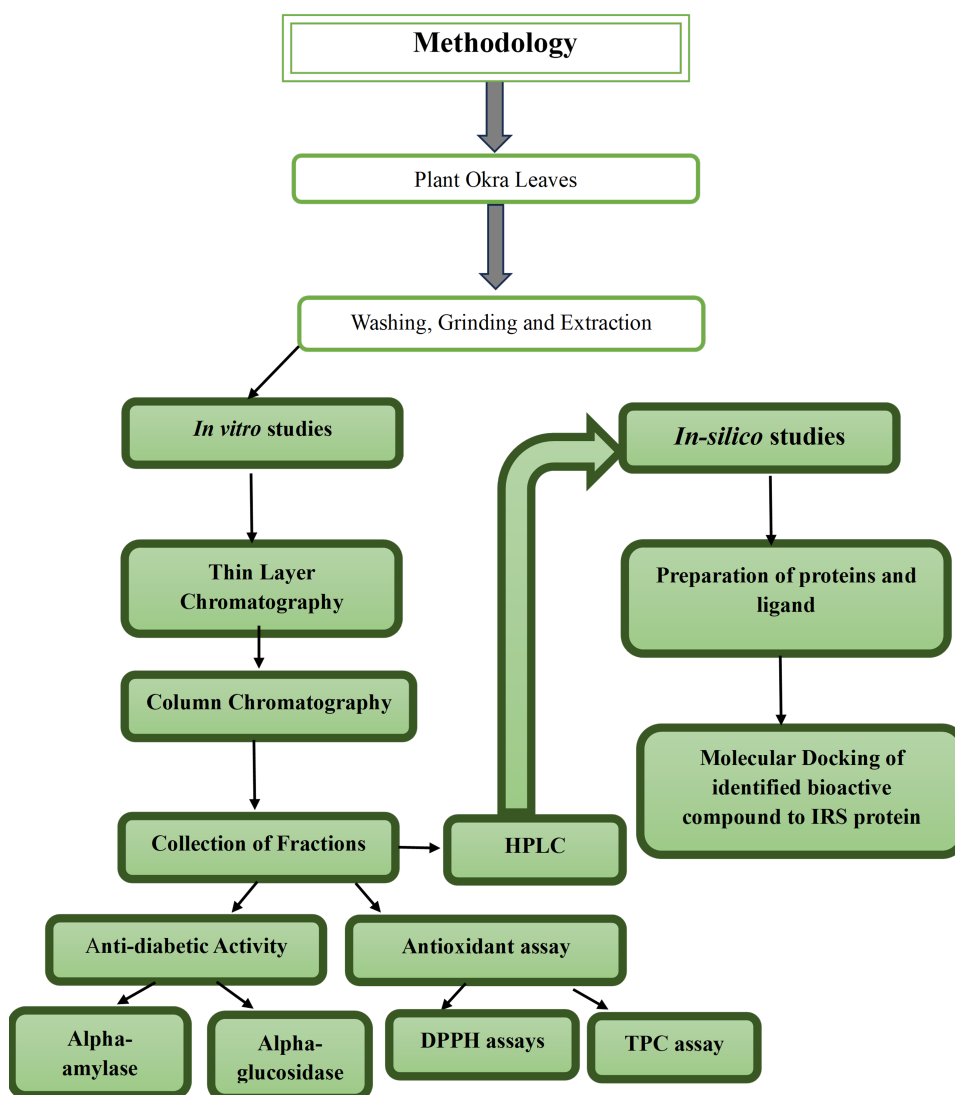 Methodology
Plant Okra Leaves
Washing, Grinding and Extraction
In vitro studies
In-silico studies
Thin Layer
Chromatography
Preparation of proteins and
ligand
Column Chromatography
Molecular Docking of
identified bioactive
compound to IRS protein
Collection of Fractions
HPLC
Anti-diabetic Activity
Antioxidant assay
Alpha-
amylase
Alpha-
glucosidase
DPPH assays
TPC assay